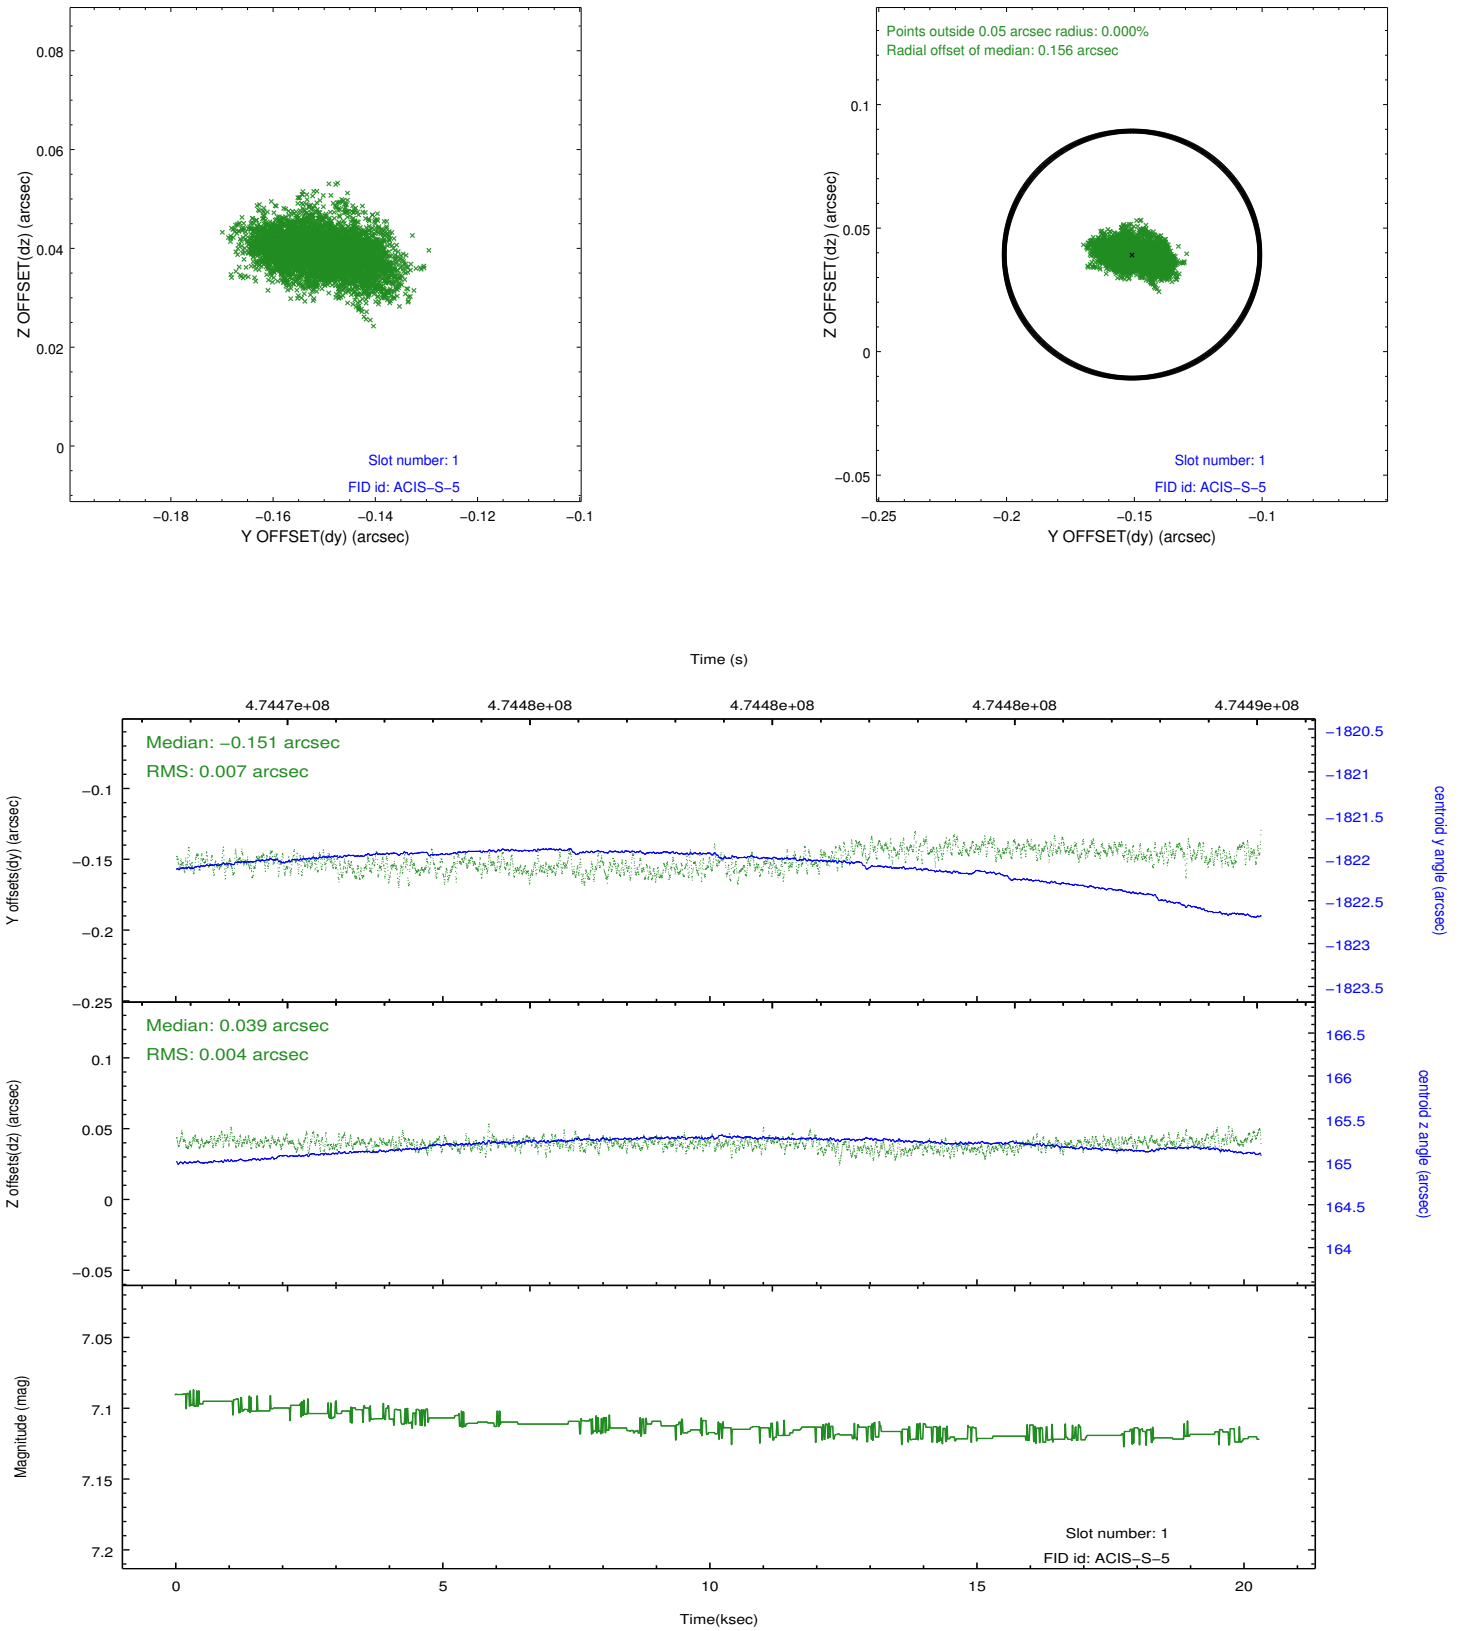 0.08
0.06
0.04
0.02
0
Z OFFSET(dz) (arcsec)
Slot number: 1
FID id: ACIS−S−5
−0.18 −0.16 −0.14 −0.12 −0.1
Y OFFSET(dy) (arcsec)
Points outside 0.05 arcsec radius: 0.000%
Radial offset of median: 0.156 arcsec
0.1
0.05
0
−0.05
Z OFFSET(dz) (arcsec)
Slot number: 1
FID id: ACIS−S−5
−0.25 −0.2 −0.15 −0.1
Y OFFSET(dy) (arcsec)
Time (s)
4.7447e+08 4.7448e+08 4.7448e+08 4.7448e+08 4.7449e+08
Median: −0.151 arcsec
RMS: 0.007 arcsec
−0.1
−0.15
−0.2
−0.25
Y offsets(dy) (arcsec)
−1820.5
−1821
−1821.5
−1822
−1822.5
−1823
−1823.5
centroid y angle (arcsec)
Median: 0.039 arcsec
RMS: 0.004 arcsec
0.1
0.05
0
−0.05
Z offsets(dz) (arcsec)
166.5
166
165.5
165
164.5
164
centroid z angle (arcsec)
7.05
7.1
7.15
7.2
Magnitude (mag)
Slot number: 1
FID id: ACIS−S−5
0 5 10 15 20
Time(ksec)